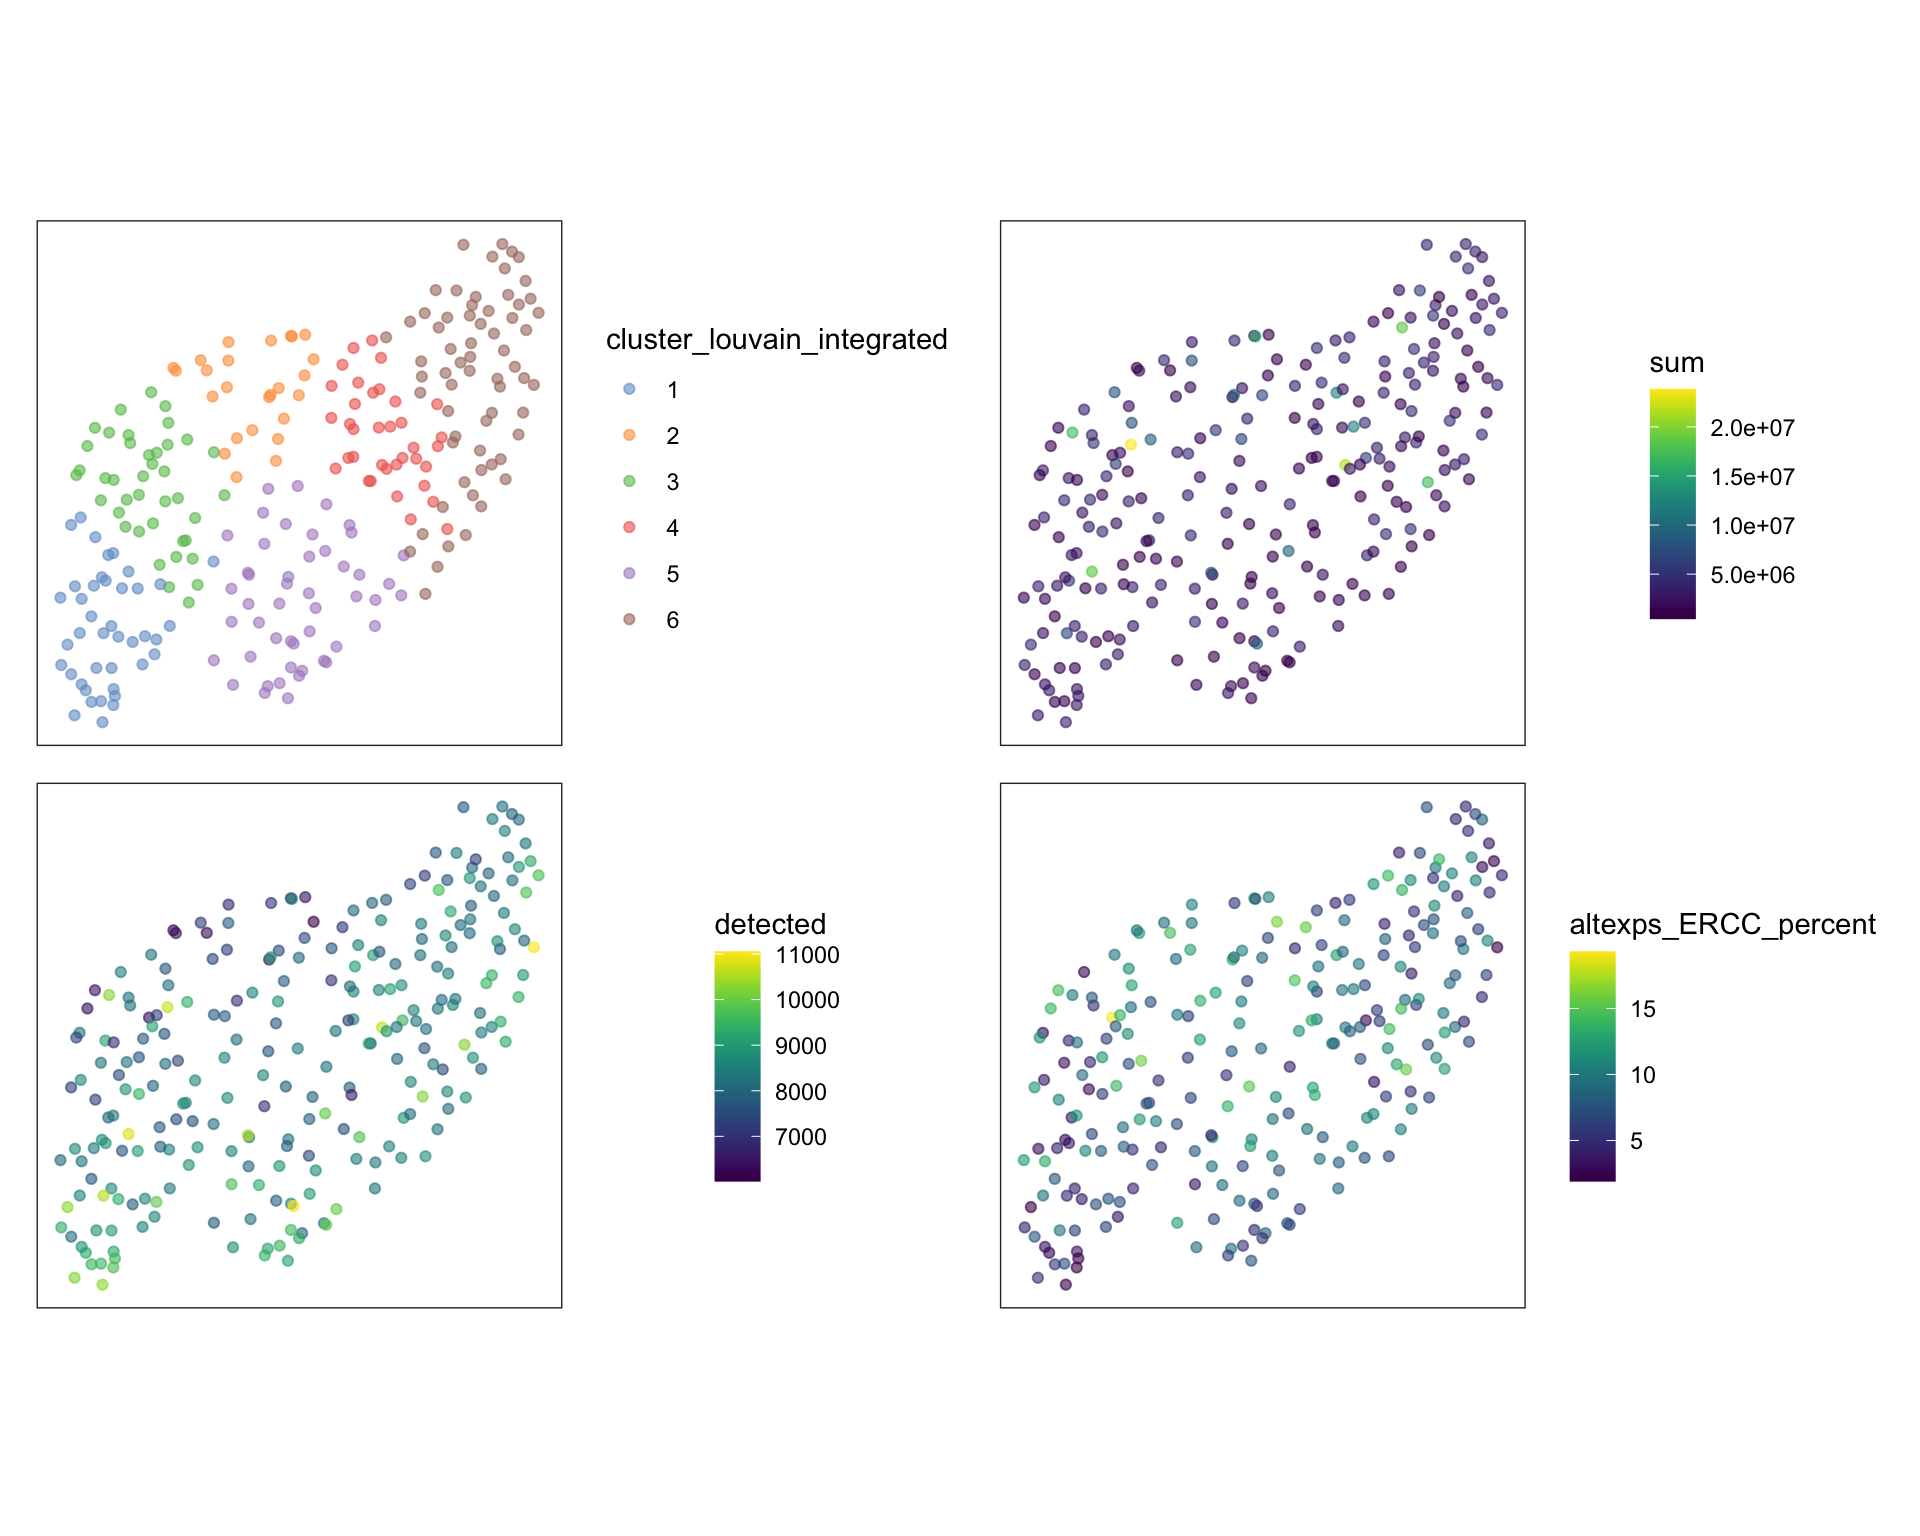 cluster_louvain_integrated
1
2
3
4
5
6
sum
2.0e+07
1.5e+07
1.0e+07
5.0e+06
detected
11000
10000
9000
8000
7000
altexps_ERCC_percent
15
10
5